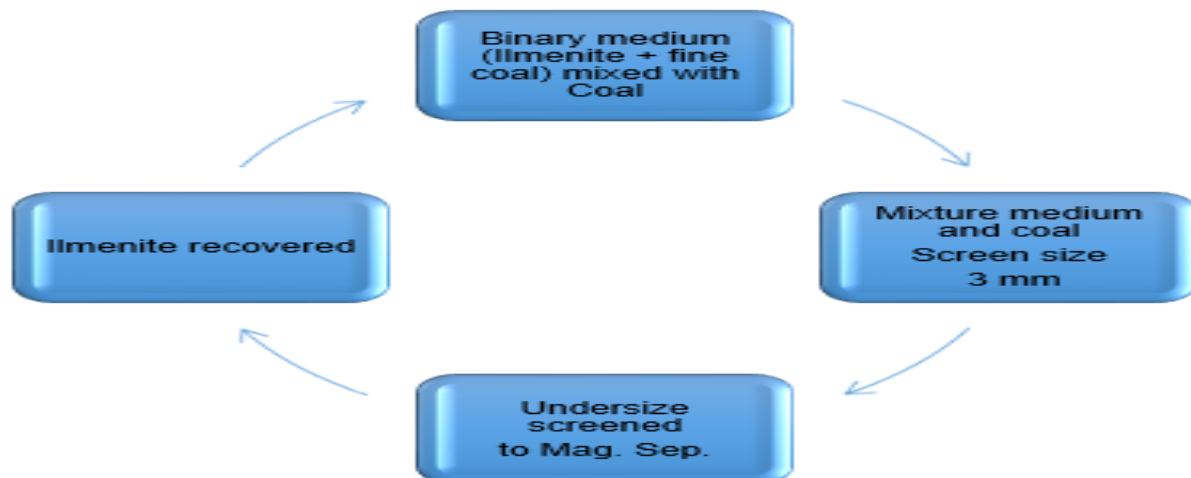 Binary medium
(Ilmenite + fine
coal) mixed with
Coal
Mixture medium
and coal
Screen size
3 mm
Undersize
screened
to Mag. Sep.
Ilmenite recovered